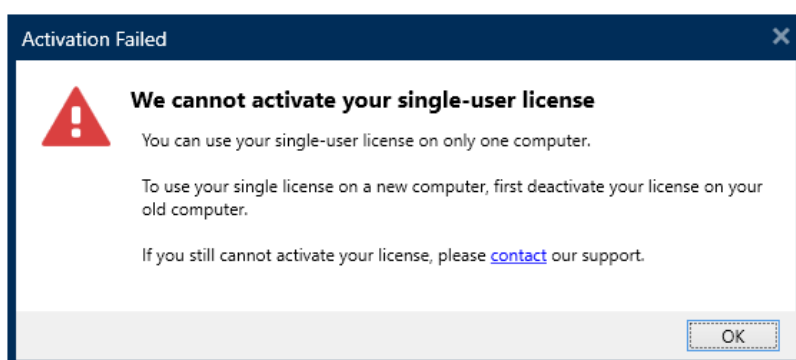 Activation Failed
We cannot activate your single-user license
You can use your single-user license on only one computer.
To use your single license on a new computer, first deactivate your license on your
old computer.
If you still cannot activate your license, please contact our support.
OK